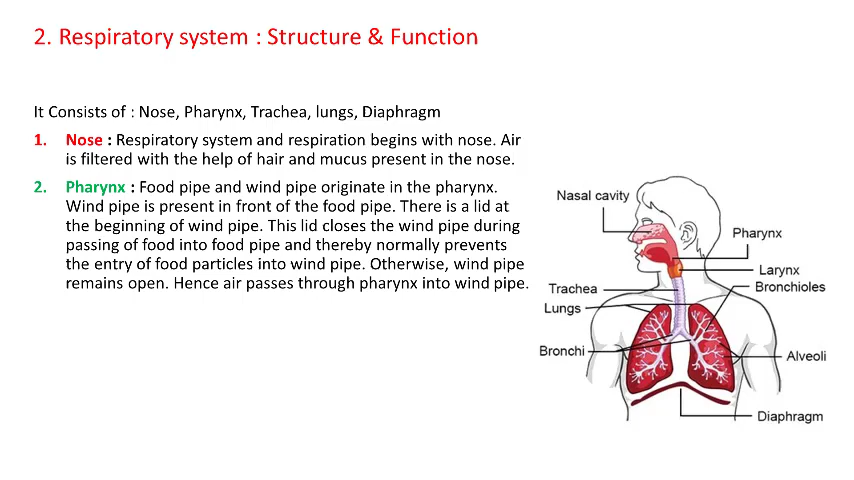 2. Respiratory system : Structure & Function
It Consists of : Nose, Pharynx, Trachea, lungs, Diaphragm
1. Nose : Respiratory system and respiration begins with nose. Air
is filtered with the help of hair and mucus present in the nose.
2. Pharynx : Food pipe and wind pipe originate in the pharynx.
Wind pipe is present in front of the food pipe. There is a lid at
the beginning of wind pipe. This lid closes the wind pipe during
passing of food into food pipe and thereby normally prevents
the entry of food particles into wind pipe. Otherwise, wind pipe
remains open. Hence air passes through pharynx into wind pipe.
Nasal cavity
Pharynx
Larynx
Trachea
Bronchioles
Lungs
Bronchi
Alveoli
Diaphragm